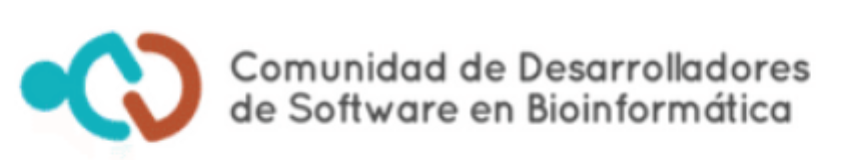 Comunidad de Desarrolladores
de Software en Bioinformática